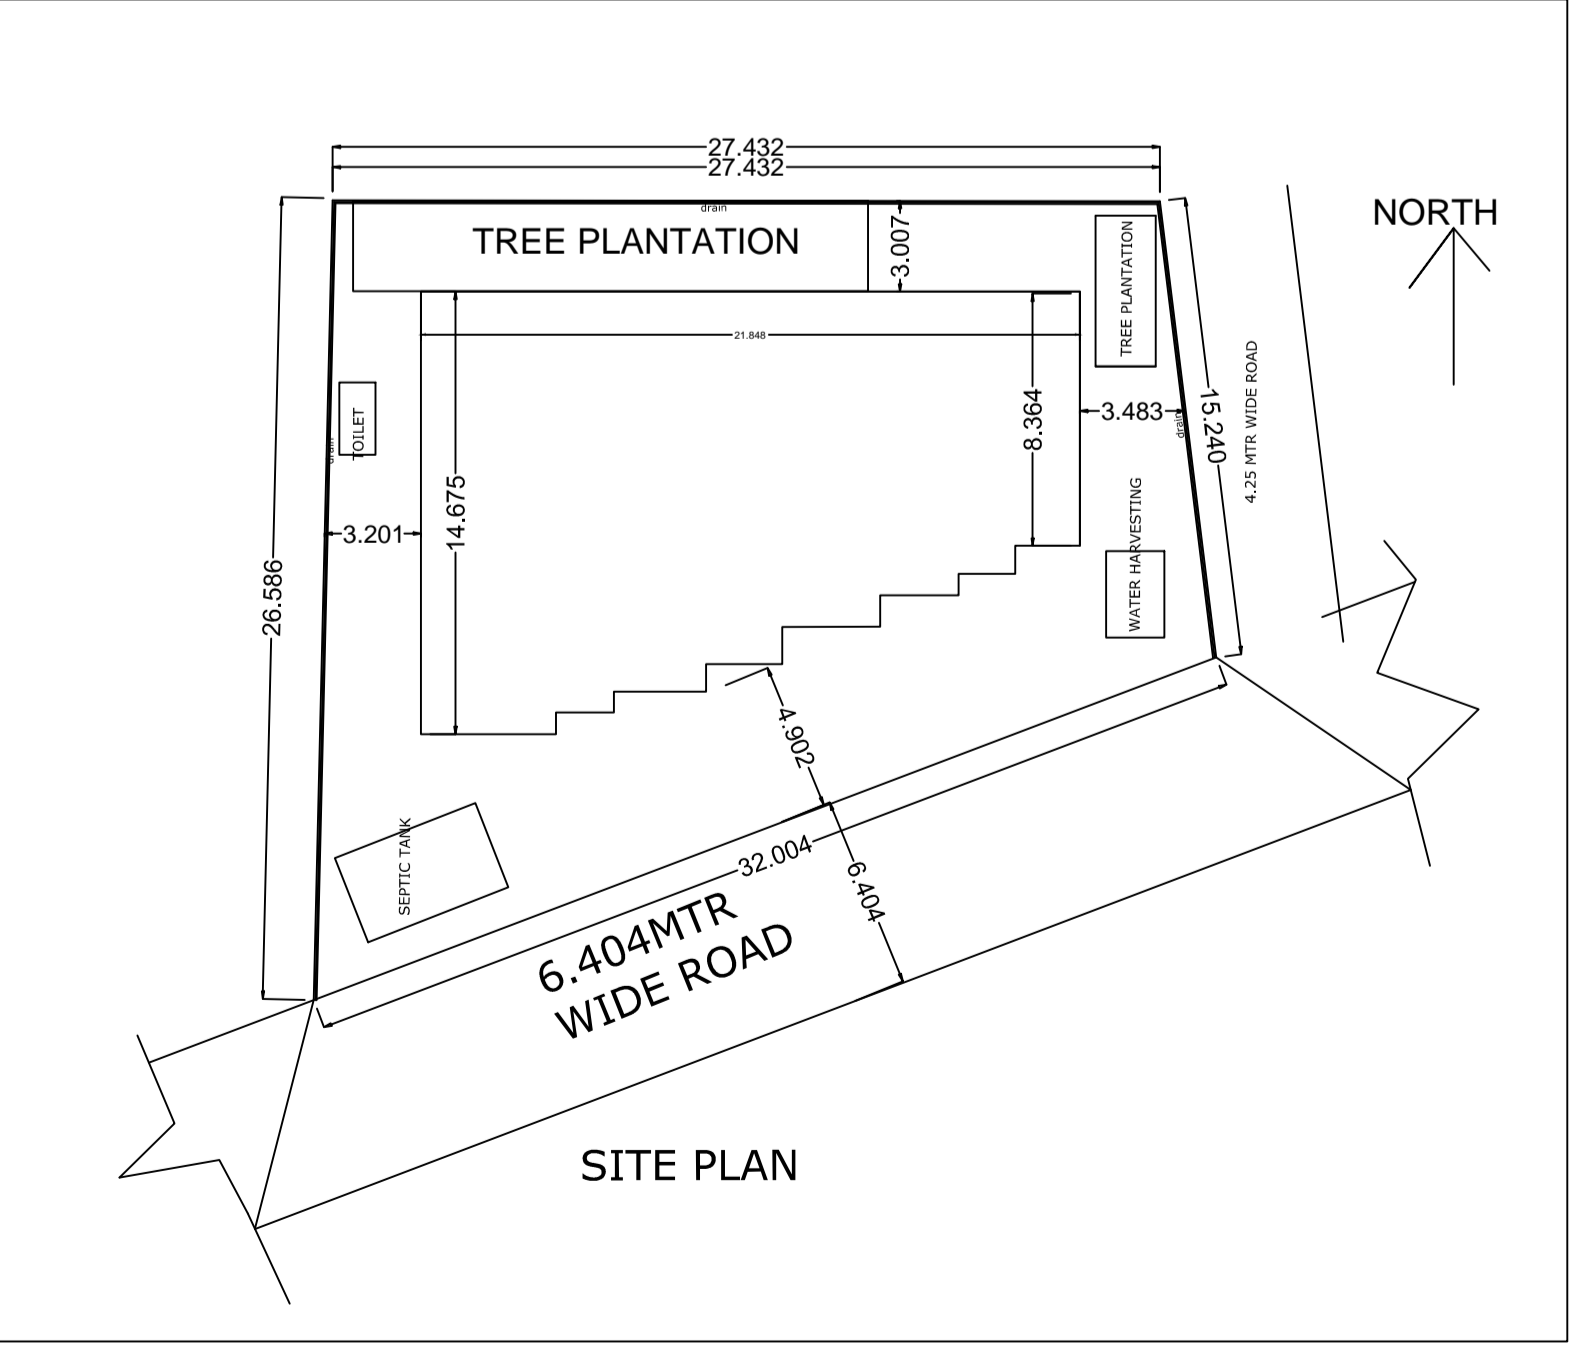 27.432
27.432
NORTH
drain
TREE PLANTATION
3.007
TREE PLANTATION
21.848
15.240
4.25 MTR WIDE ROAD
8.364
3.483
drain
TOILET
drain
14.675
3.201
26.586
WATER HARVESTING
4.902
SEPTIC TANK
32.004
6.404
6.404MTR
WIDE ROAD
SITE PLAN